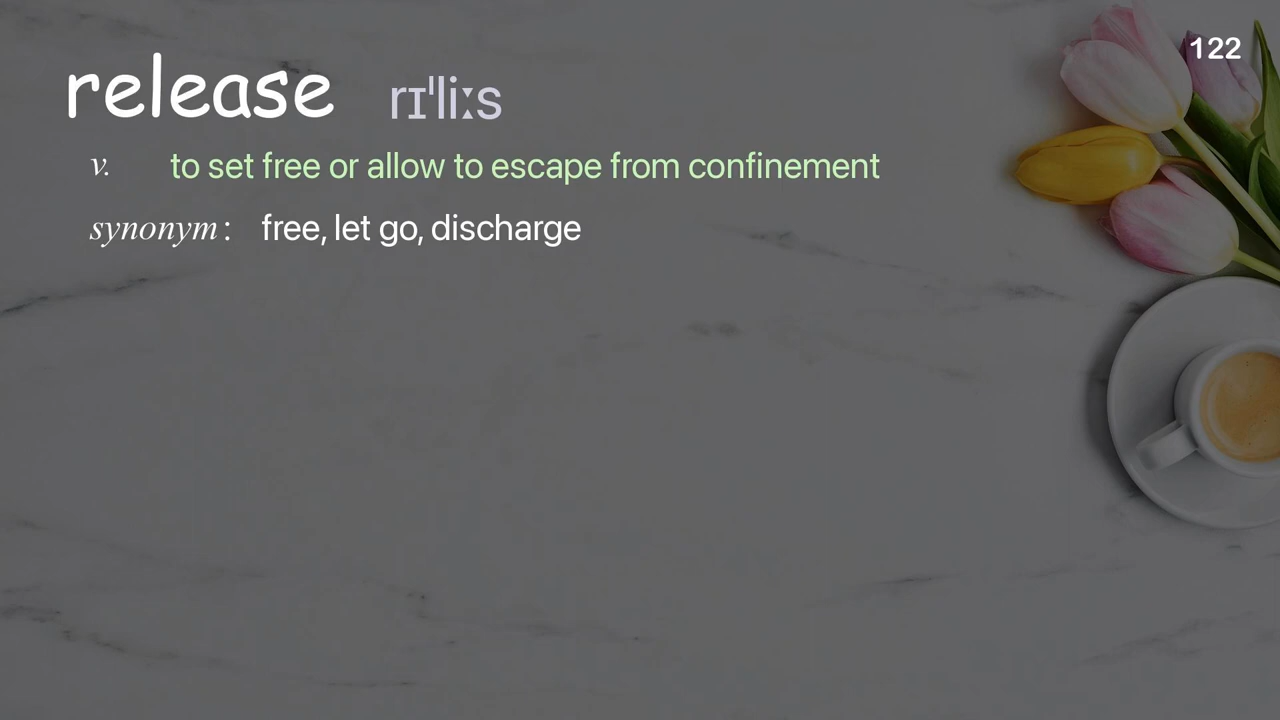 122
release rɪˈliːs
v. to set free or allow to escape from confinement
synonym: free, let go, discharge